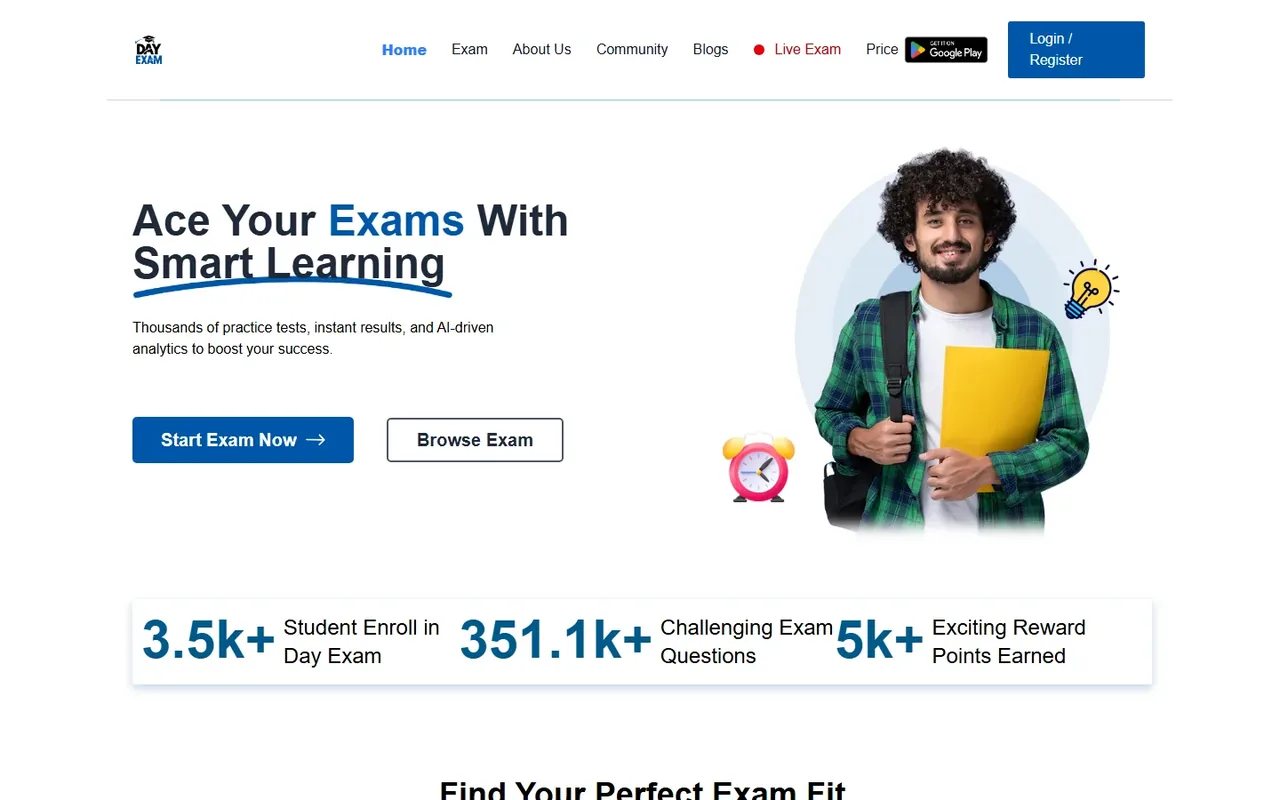 DAY
EXAM
Home
Exam
About Us
Community
Blogs
Live Exam
Price
GET IT ON
Google Play
Login /
Register
Ace Your Exams With
Smart Learning
Thousands of practice tests, instant results, and AI-driven
analytics to boost your success.
Start Exam Now
Browse Exam
3.5k+
Student Enroll in
Day Exam
351.1k+
Challenging Exam
Questions
5k+
Exciting Reward
Points Earned
Find Your Perfect Exam Fit